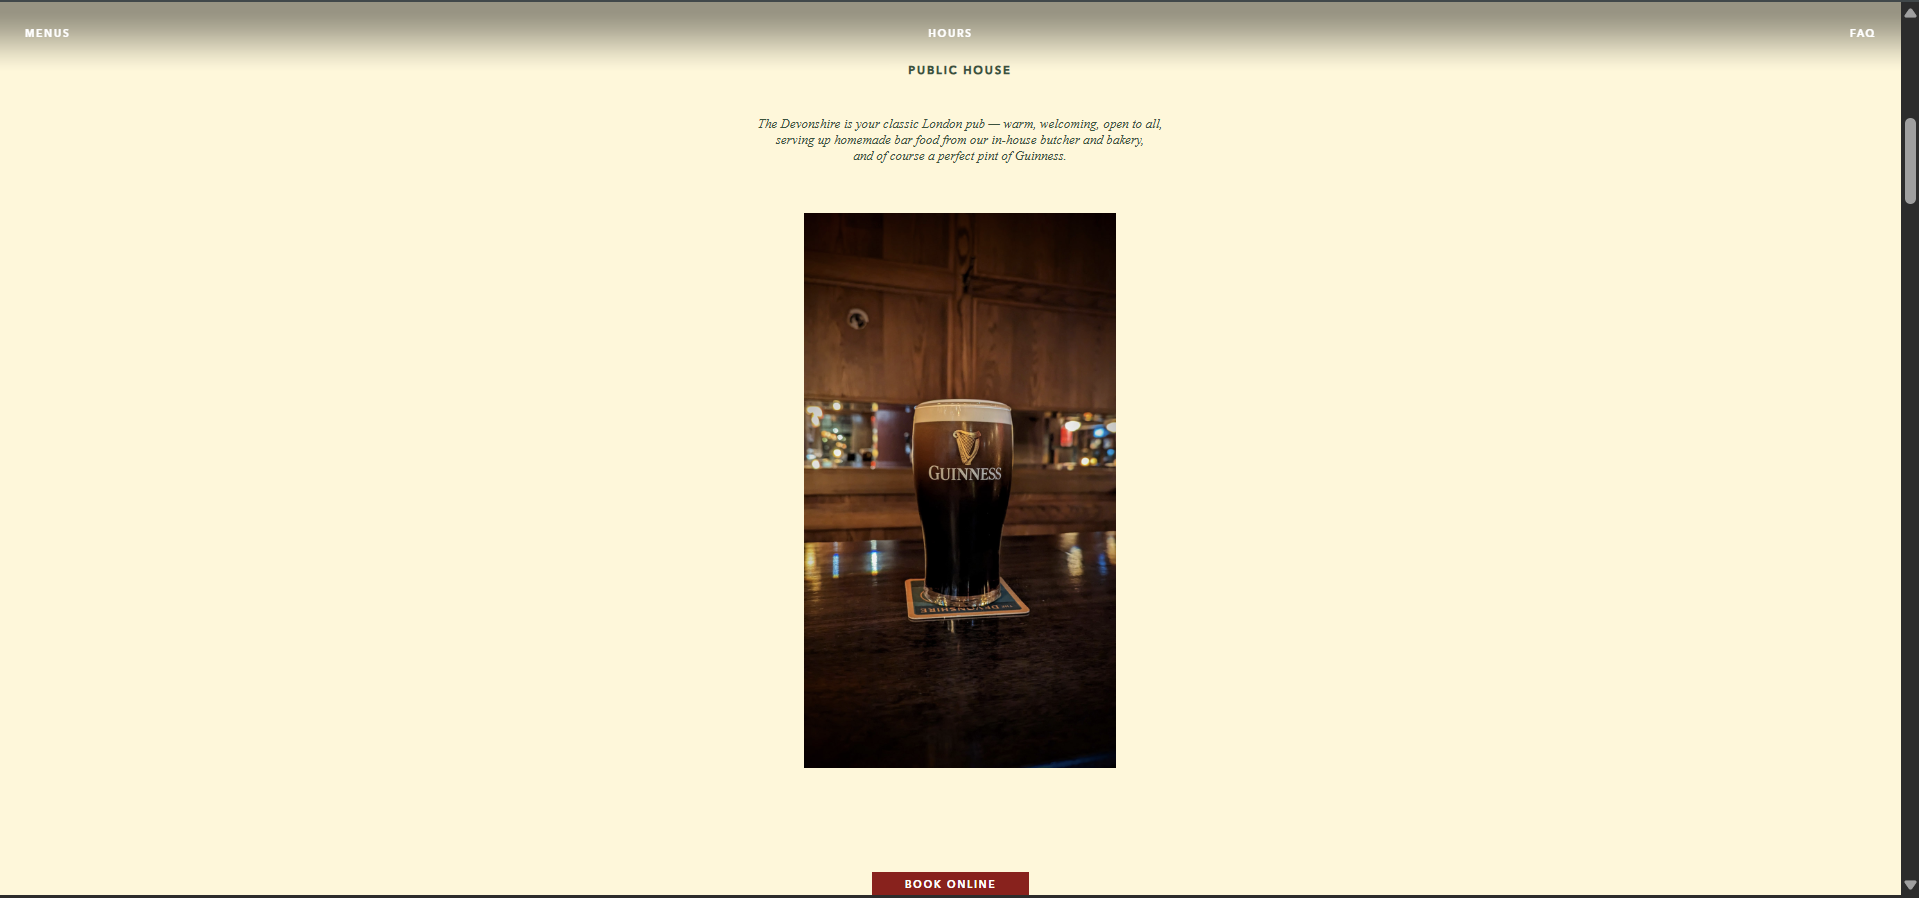 MENUS
HOURS
FAQ
PUBLIC HOUSE
The Devonshire is your classic London pub — warm, welcoming, open to all,
serving up homemade bar food from our in-house butcher and bakery,
and of course a perfect pint of Guinness.
GUINNESS
THE DEVONSHIRE
BOOK ONLINE